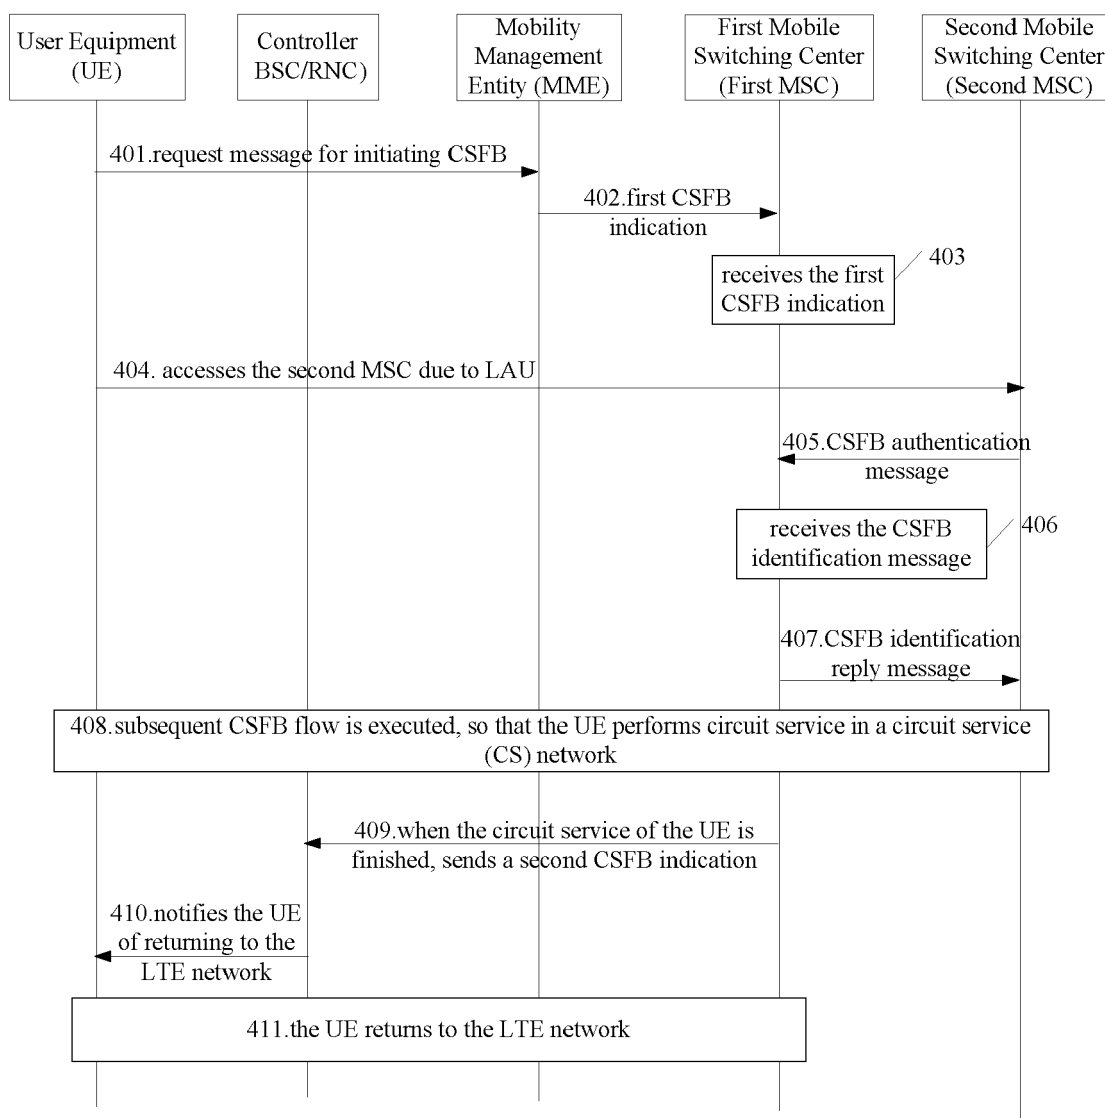 User Equipment
(UE)
Controller
BSC/RNC)
Mobility
Management
Entity (MME)
First Mobile
Switching Center
(First MSC)
Second Mobile
Switching Center
(Second MSC)
401.request message for initiating CSFB
402.first CSFB
indication
403
receives the first
CSFB indication
404. accesses the second MSC due to LAU
405.CSFB authentication
message
406
receives the CSFB
identification message
407.CSFB identification
reply message
408.subsequent CSFB flow is executed, so that the UE performs circuit service in a circuit service
(CS) network
409.when the circuit service of the UE is
finished, sends a second CSFB indication
410.notifies the UE
of returning to the
LTE network
411.the UE returns to the LTE network